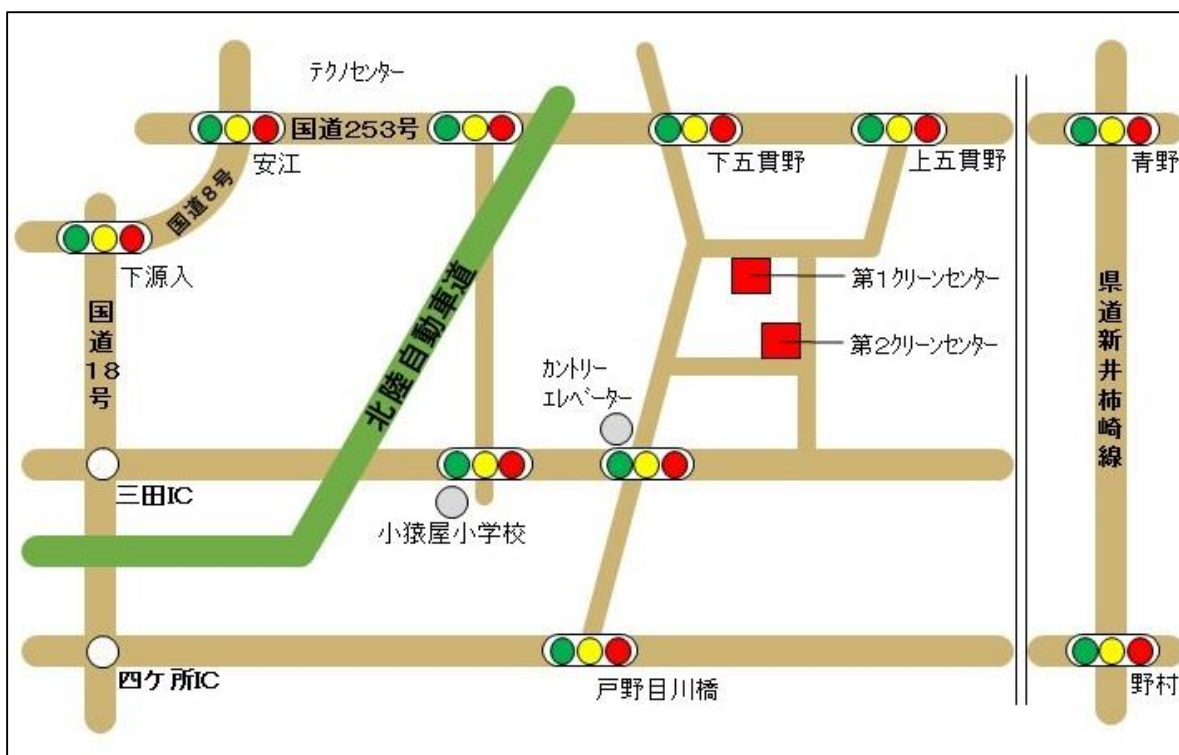 ﾃｸﾉｾﾝﾀｰ
国道253号
安江
下五貫野
上五貫野
青野
国道8号
下源入
国道18号
北陸自動車道
第1ｸﾘｰﾝｾﾝﾀｰ
第2ｸﾘｰﾝｾﾝﾀｰ
県道新井柿崎線
ｶﾝﾄﾘｰ
ｴﾚﾍﾞｰﾀｰ
三田IC
小猿屋小学校
四ケ所IC
戸野目川橋
野村